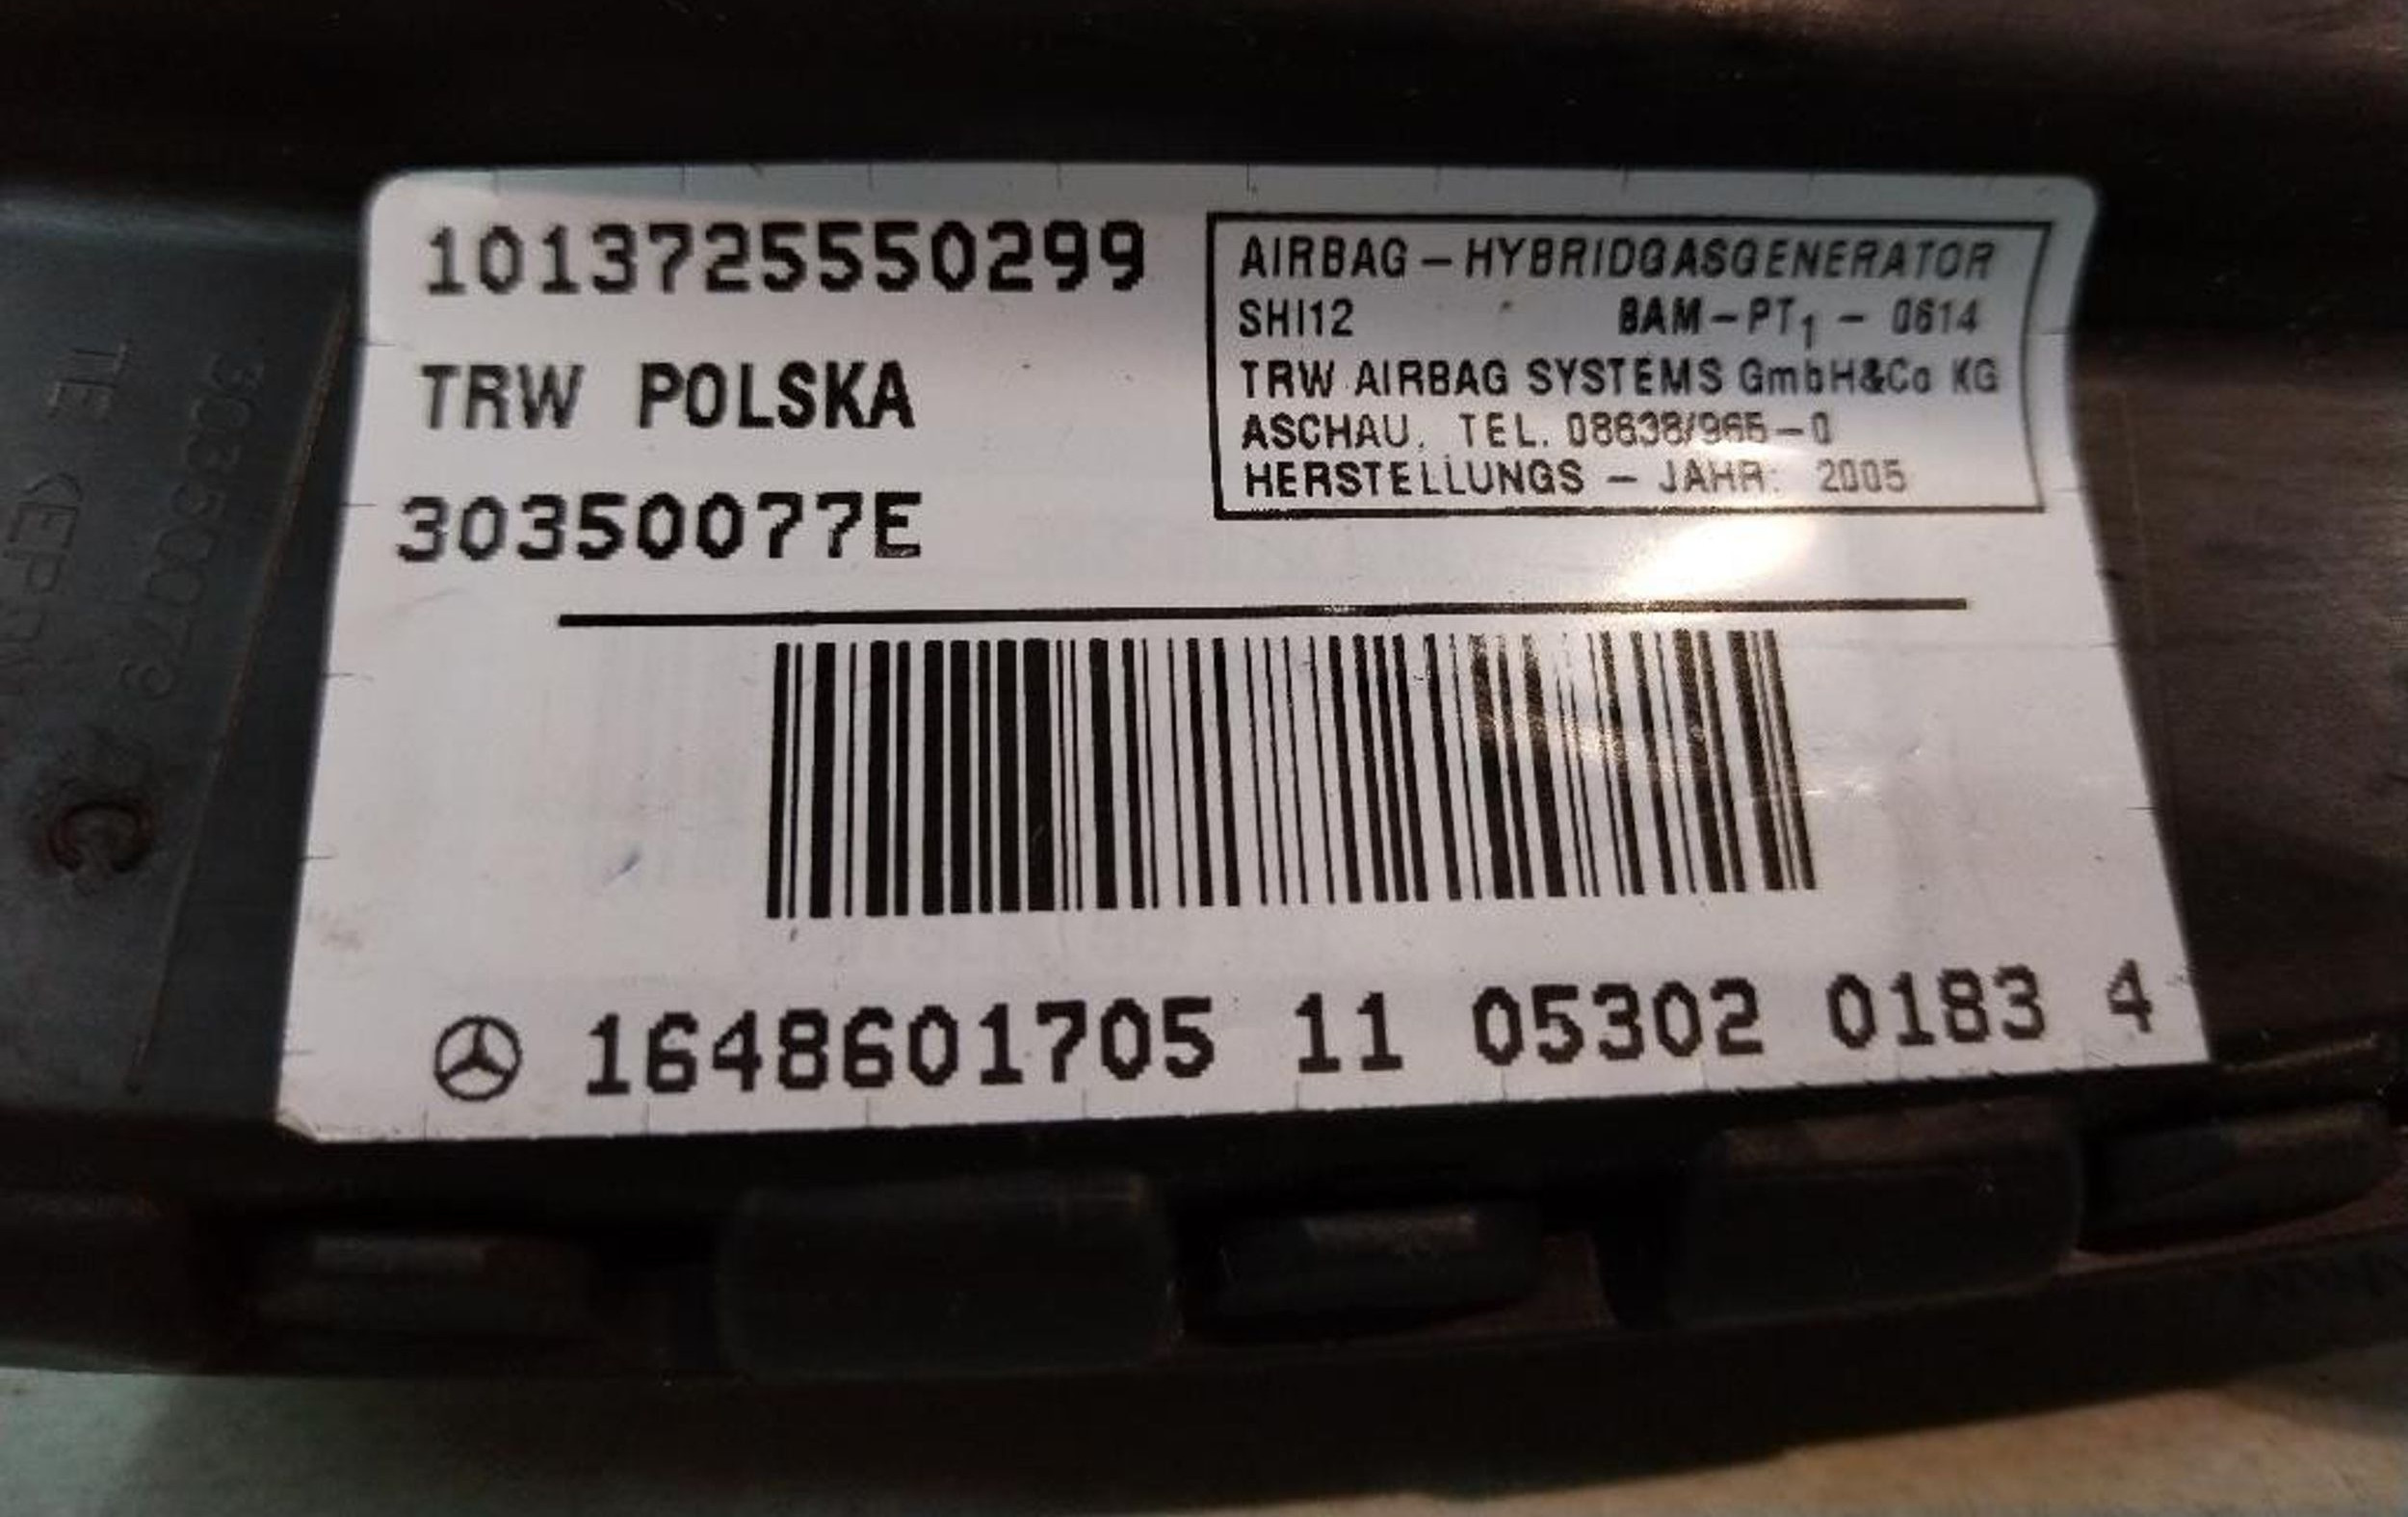 1013725550299
TRW POLSKA
30350077E
AIRBAG – HYBRIDGASGENERATOR
SHI12 BAM–PT1 – 0614
TRW AIRBAG SYSTEMS GmbH&Co KG
ASCHAU. TEL. 08638/965–0
HERSTELLUNGS – JAHR: 2005
1648601705 11 05302 0183 4
30350079